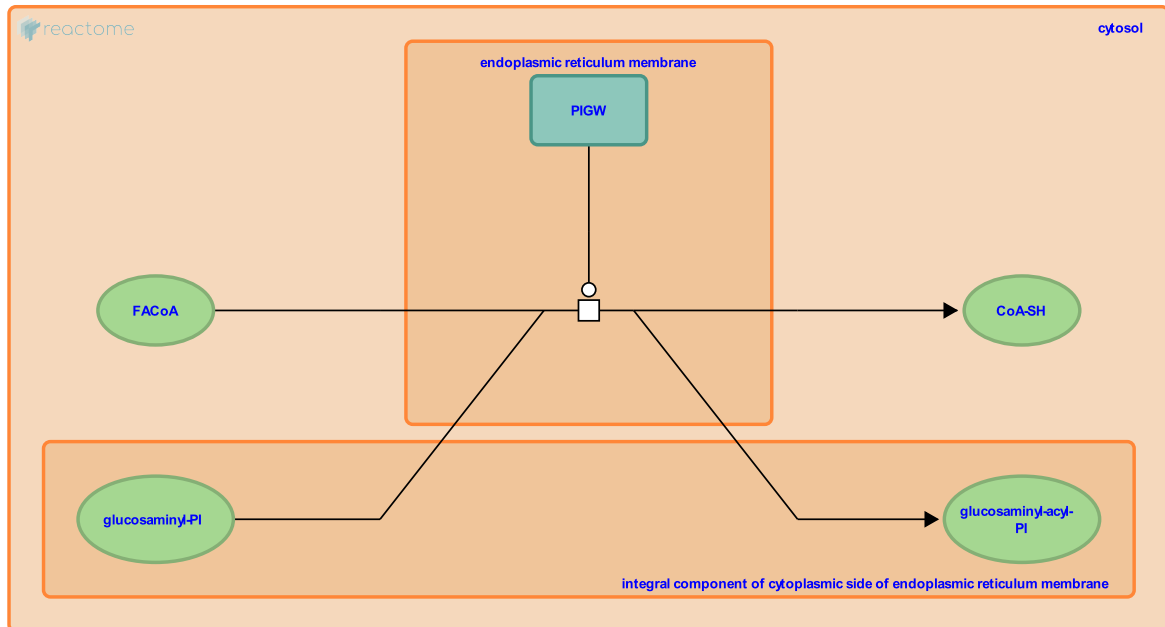 reactome
cytosol
endoplasmic reticulum membrane
PIGW
FACoA
CoA-SH
glucosaminyl-PI
glucosaminyl-acyl-
PI
integral component of cytoplasmic side of endoplasmic reticulum membrane